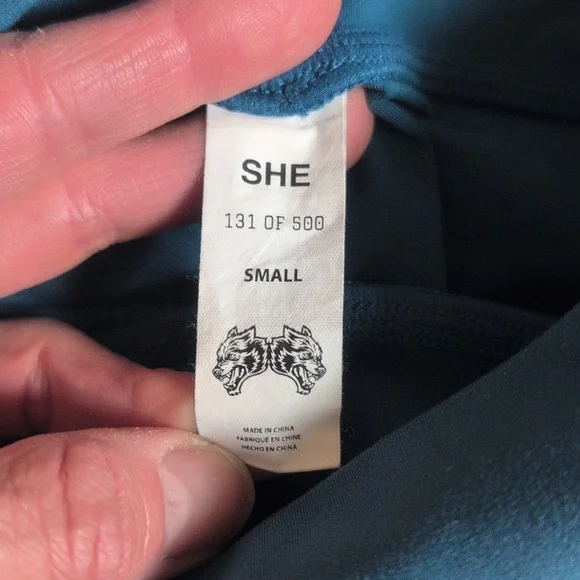 SHE
131 OF 500
SMALL
MADE IN CHINA
FABRIQUÉ EN CHINE
HECHO EN CHINA